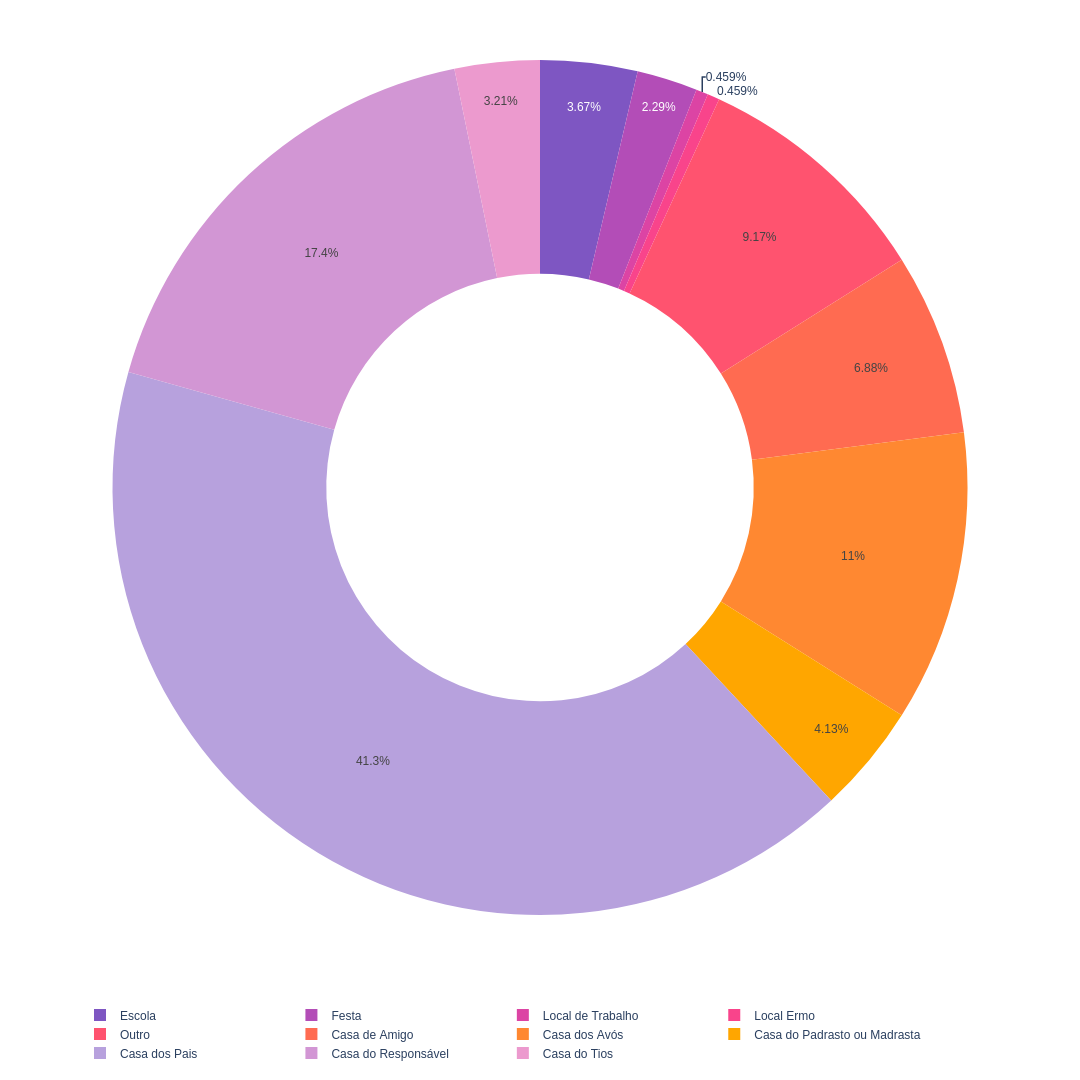 0.459%
0.459%
3.21%
3.67%
2.29%
9.17%
17.4%
6.88%
11%
4.13%
41.3%
Escola
Festa
Local de Trabalho
Local Ermo
Outro
Casa de Amigo
Casa dos Avós
Casa do Padrasto ou Madrasta
Casa dos Pais
Casa do Responsável
Casa do Tios